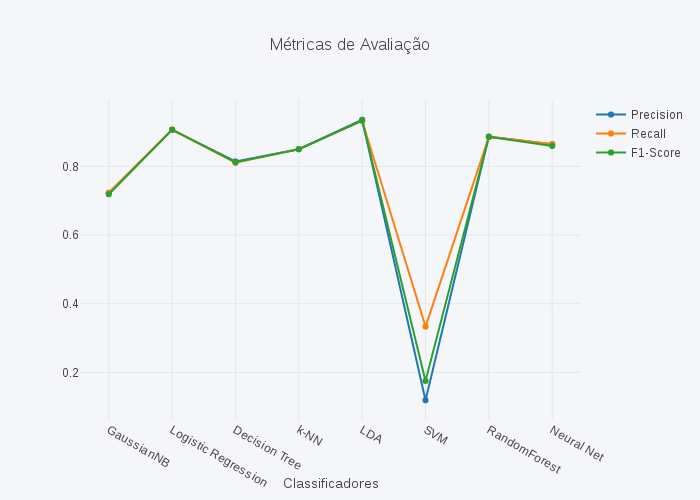 Métricas de Avaliação
Precision
Recall
F1-Score
0.8
0.6
0.4
0.2
GaussianNB
Logistic Regression
Decision Tree
k-NN
LDA
SVM
RandomForest
Neural Net
Classificadores